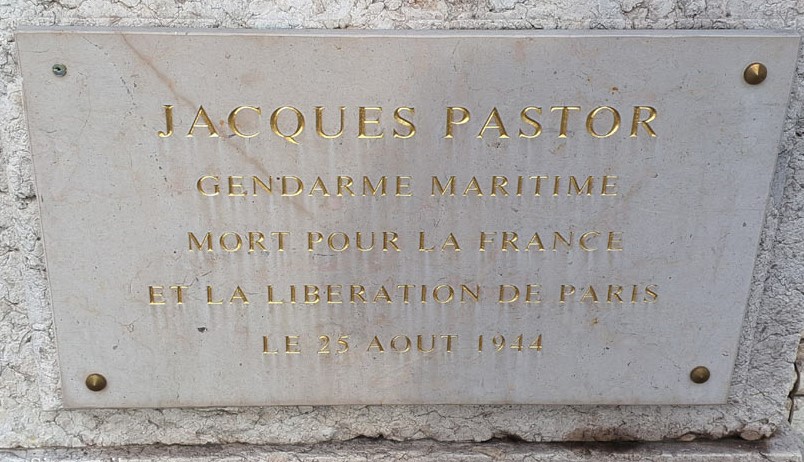 JACQUES PASTOR
GENDARME MARITIME
MORT POUR LA FRANCE
ET LA LIBERATION DE PARIS
LE 25 AOUT 1944